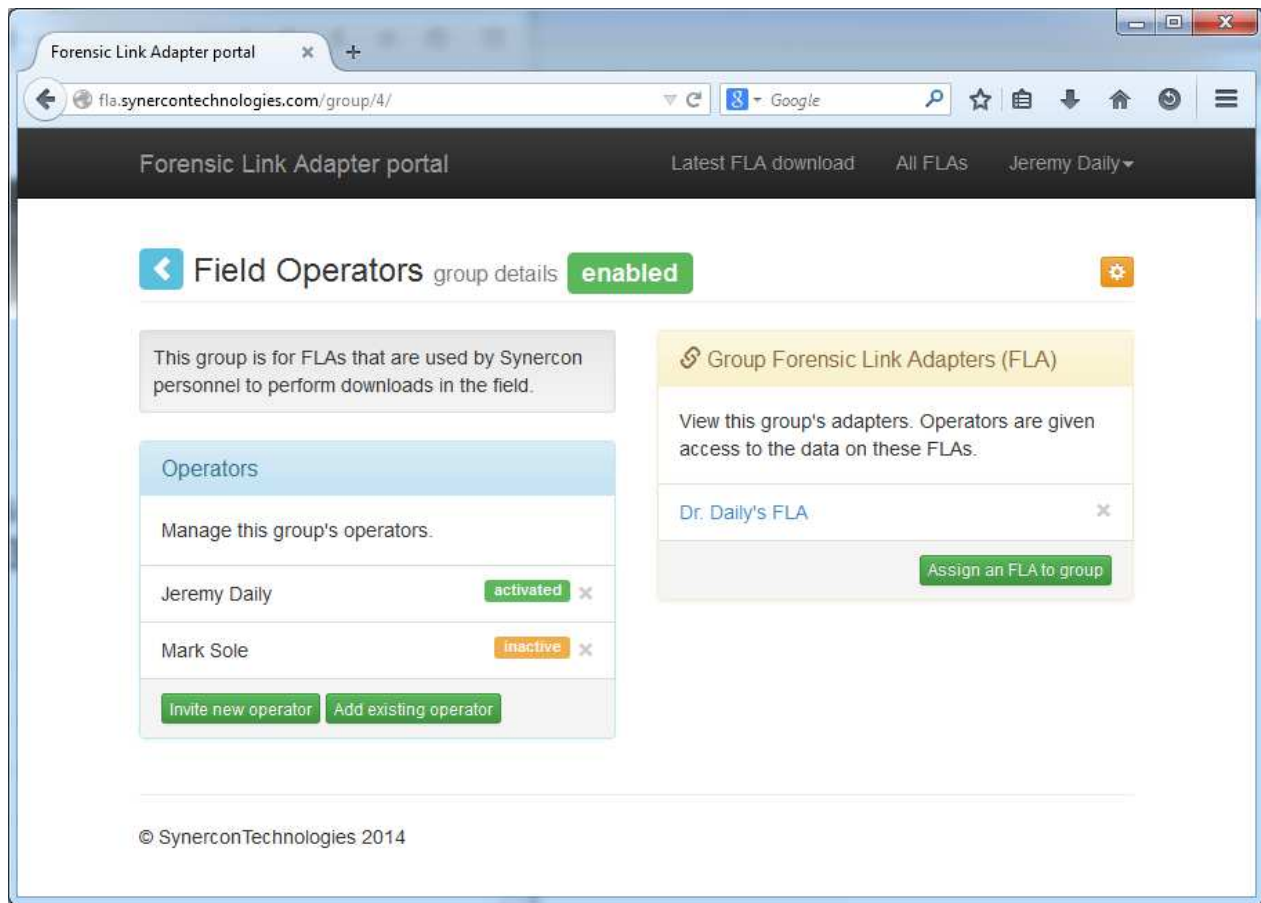 Forensic Link Adapter portal
fla.synercontechnologies.com/group/4/
Google
Forensic Link Adapter portal
Latest FLA download
All FLAs
Jeremy Daily
Field Operators group details enabled
This group is for FLAs that are used by Synercon
personnel to perform downloads in the field.
Operators
Manage this group's operators.
Jeremy Daily activated
Mark Sole inactive
Invite new operator
Add existing operator
Group Forensic Link Adapters (FLA)
View this group's adapters. Operators are given
access to the data on these FLAs.
Dr. Daily's FLA
Assign an FLA to group
© SynerconTechnologies 2014